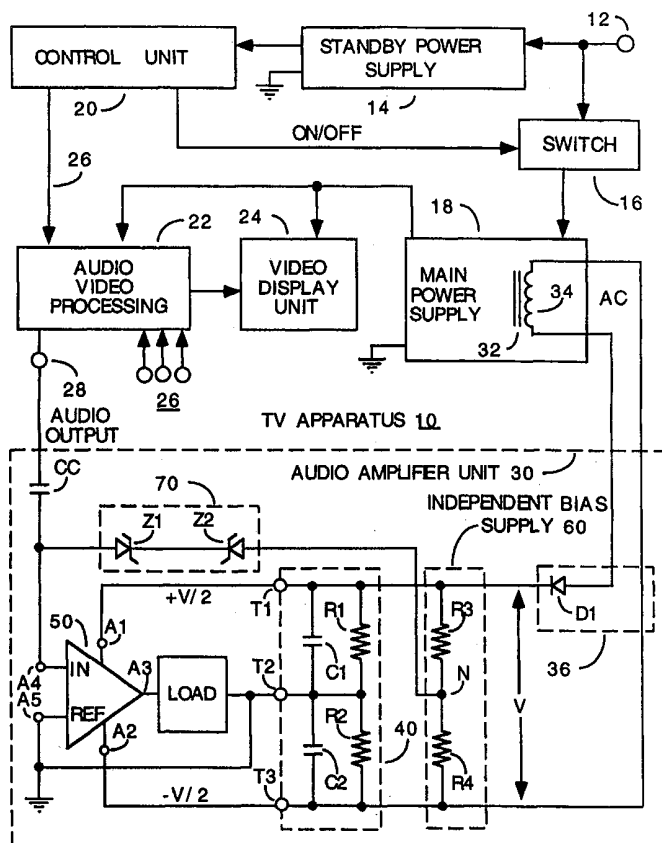 12
CONTROL UNIT
STANDBY POWER
SUPPLY
20
14
ON/OFF
SWITCH
26
16
22
24
18
AUDIO
VIDEO
PROCESSING
VIDEO
DISPLAY
UNIT
MAIN
POWER
SUPPLY
34
AC
32
28
26
AUDIO
OUTPUT
TV APPARATUS 10
CC
AUDIO AMPLIFIER UNIT 30
70
INDEPENDENT BIAS
SUPPLY 60
Z1
Z2
+V/2
T1
R1
R3
D1
50
A1
C1
36
A4
IN
A3
LOAD
T2
N
V
A5
REF
R2
40
A2
C2
R4
-V/2
T3